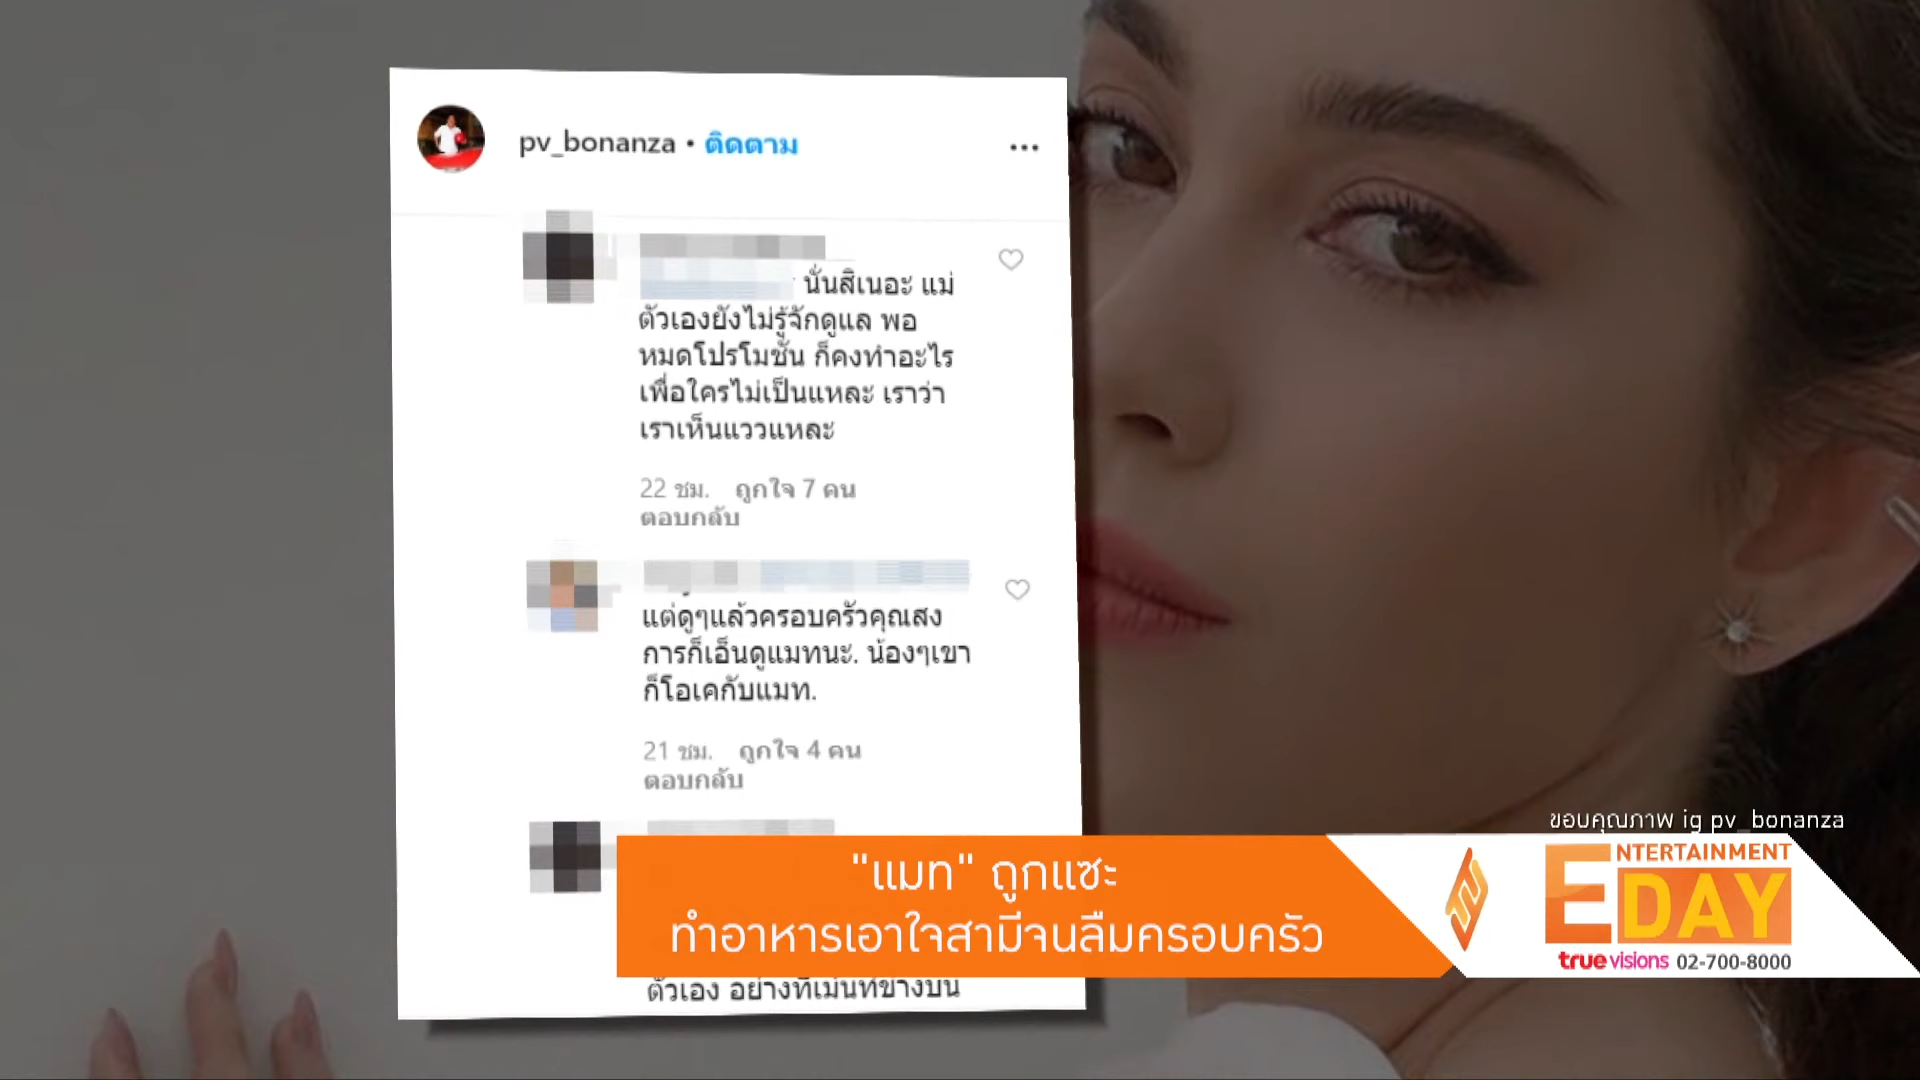 pv_bonanza • ติดตาม
นั่นสิเนอะ แม่
ตัวเองยังไม่รู้จักดูแล พอ
หมดโปรโมชั่น ก็คงทำอะไร
เพื่อใครไม่เป็นแหละ เราว่า
เราเห็นแววแหละ
22 ชม. ถูกใจ 7 คน
ตอบกลับ
แต่ดูๆแล้วครอบครัวคุณสง
การก็เอ็นดูแมทนะ. น้องๆเขา
ก็โอเคกับแมท.
21 ชม. ถูกใจ 4 คน
ตอบกลับ
ตัวเอง อย่างที่เม้นท์ข้างบน
ขอบคุณภาพ ig pv_bonanza
"แมท" ถูกแซะ
ทำอาหารเอาใจสามีจนลืมครอบครัว
ENTERTAINMENT
DAY
truevisions 02-700-8000